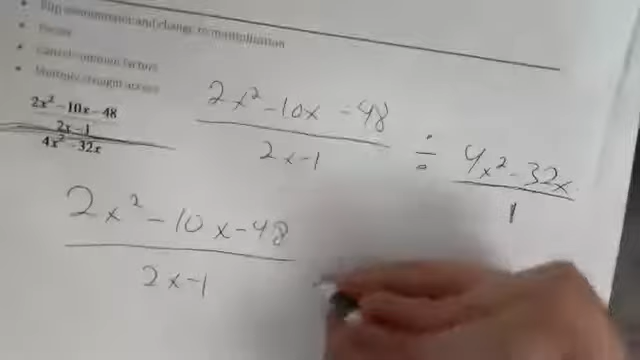 Flip denominator and change to multiplication
Factor
Cancel common factors
Multiply straight across
2x² - 10x - 48
2x - 1
4x² - 32x
2x² - 10x - 48
2x - 1
÷
4x² - 32x
1
2x² - 10x - 48
2x - 1